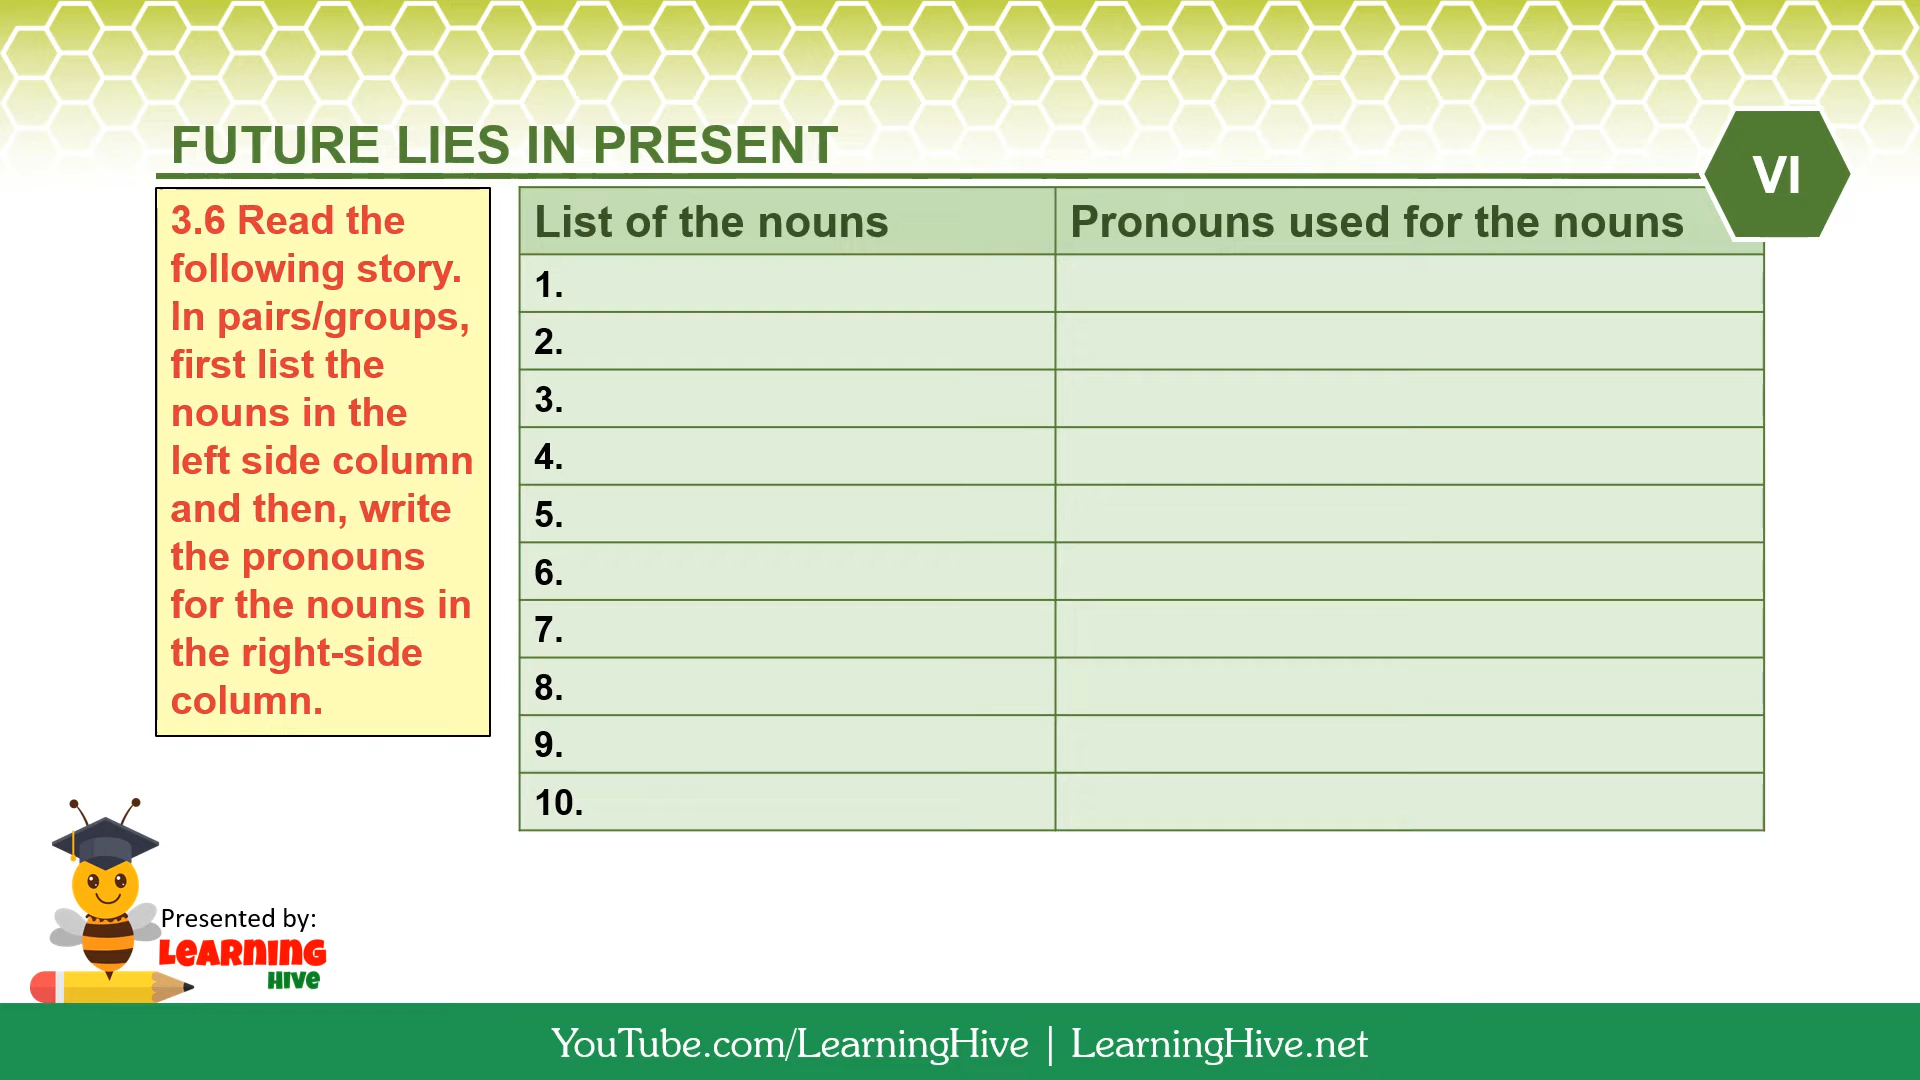 FUTURE LIES IN PRESENT
VI
3.6 Read the
following story.
In pairs/groups,
first list the
nouns in the
left side column
and then, write
the pronouns
for the nouns in
the right-side
column.
List of the nouns
Pronouns used for the nouns
1.
2.
3.
4.
5.
6.
7.
8.
9.
10.
Presented by:
LEARNING
HIVE
YouTube.com/LearningHive | LearningHive.net